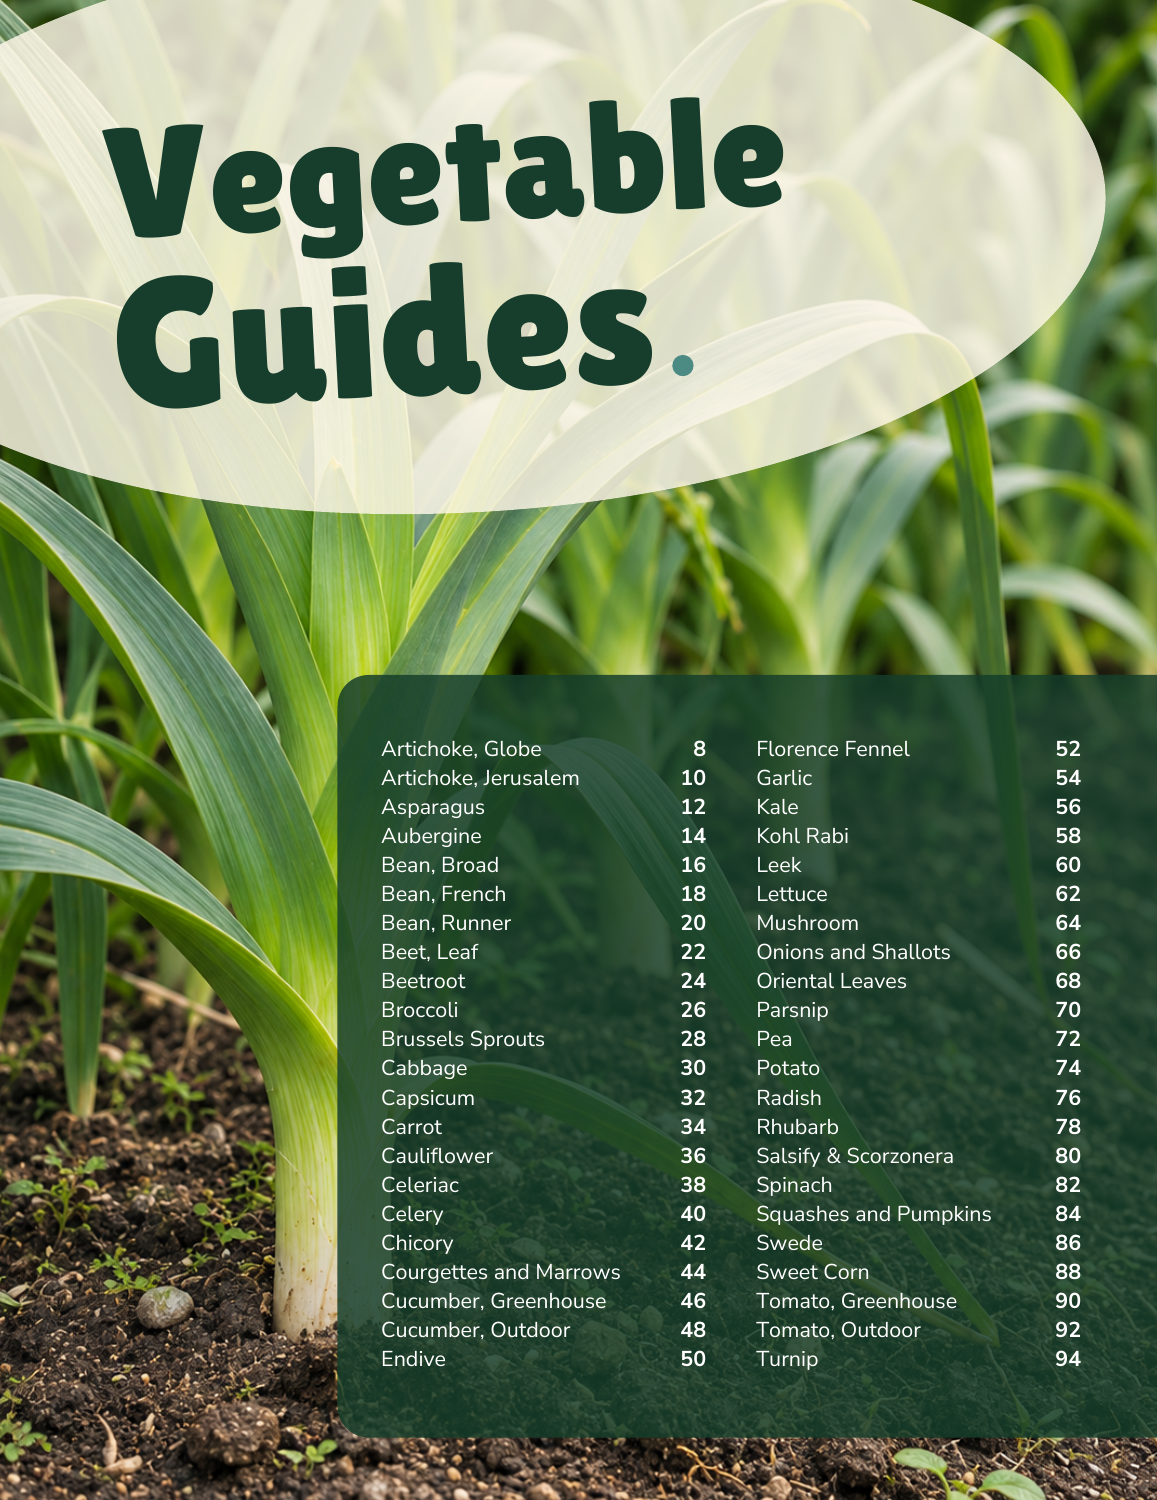 Vegetable
Guides.
Artichoke, Globe 8
Artichoke, Jerusalem 10
Asparagus 12
Aubergine 14
Bean, Broad 16
Bean, French 18
Bean, Runner 20
Beet, Leaf 22
Beetroot 24
Broccoli 26
Brussels Sprouts 28
Cabbage 30
Capsicum 32
Carrot 34
Cauliflower 36
Celeriac 38
Celery 40
Chicory 42
Courgettes and Marrows 44
Cucumber, Greenhouse 46
Cucumber, Outdoor 48
Endive 50
Florence Fennel 52
Garlic 54
Kale 56
Kohl Rabi 58
Leek 60
Lettuce 62
Mushroom 64
Onions and Shallots 66
Oriental Leaves 68
Parsnip 70
Pea 72
Potato 74
Radish 76
Rhubarb 78
Salsify & Scorzonera 80
Spinach 82
Squashes and Pumpkins 84
Swede 86
Sweet Corn 88
Tomato, Greenhouse 90
Tomato, Outdoor 92
Turnip 94